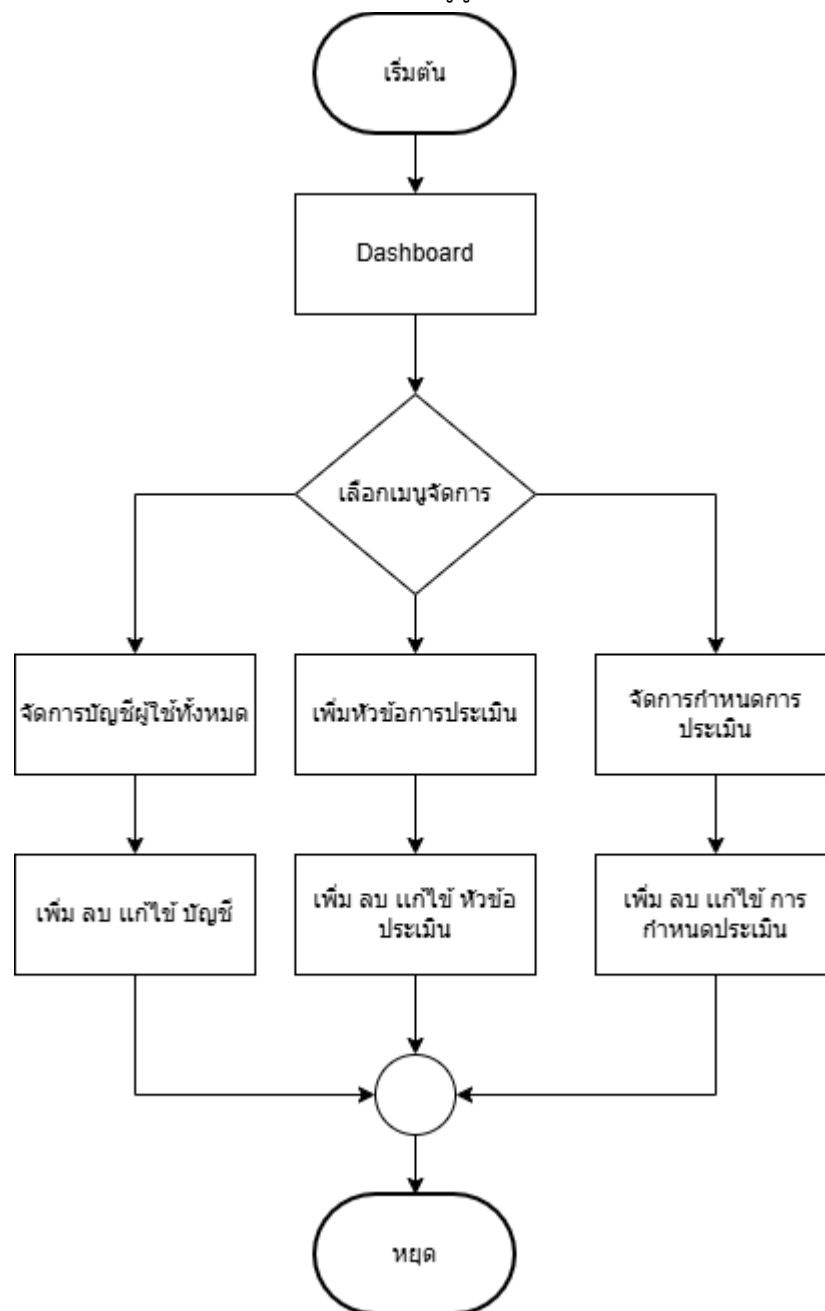 เริ่มต้น
Dashboard
เลือกเมนูจัดการ
จัดการบัญชีผู้ใช้ทั้งหมด
เพิ่มหัวข้อการประเมิน
จัดการกำหนดการ
ประเมิน
เพิ่ม ลบ แก้ไข้ บัญชี
เพิ่ม ลบ แก้ไข้ หัวข้อ
ประเมิน
เพิ่ม ลบ แก้ไข้ การ
กำหนดประเมิน
หยุด